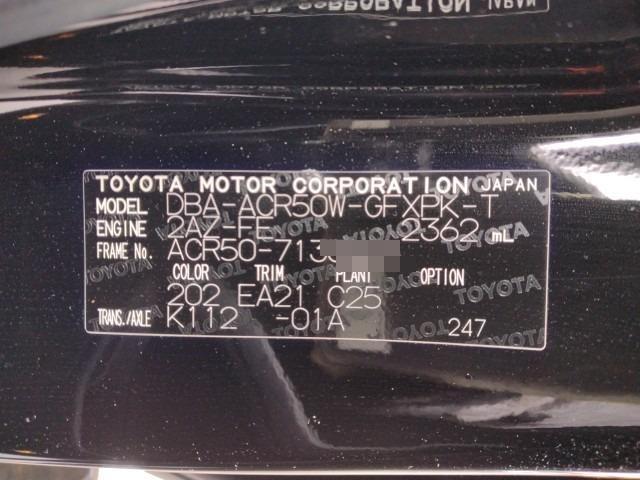 TOYOTA MOTOR CORPORATION JAPAN
MODEL DBA-ACR50W-GFXPK-T
ENGINE 2AZ-FE 2362 mL
FRAME No. ACR50-713
COLOR TRIM PLANT OPTION
202 EA21 C25
TRANS./AXLE K112 -01A 247